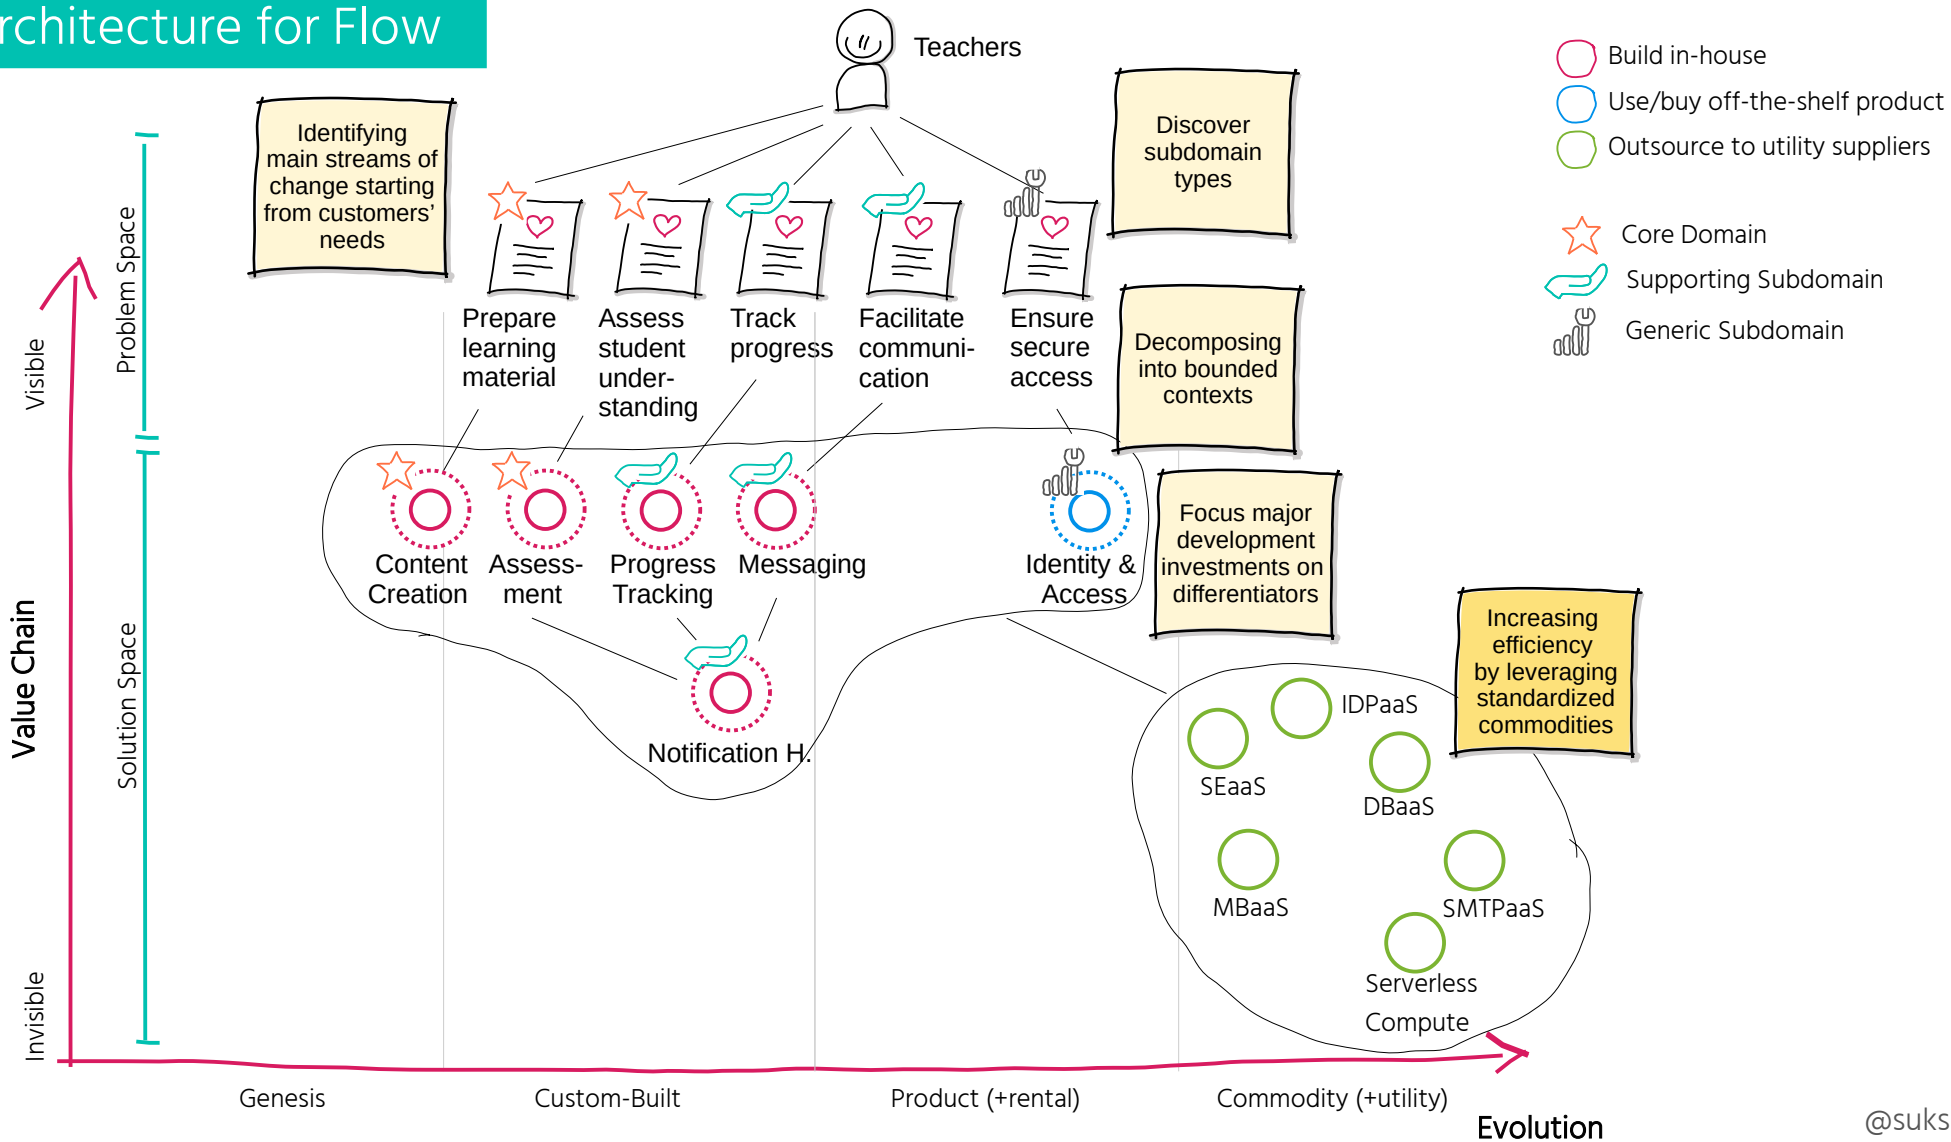 rchitecture for Flow
Teachers
Build in-house
Use/buy off-the-shelf product
Outsource to utility suppliers
Core Domain
Supporting Subdomain
Generic Subdomain
Identifying
main streams of
change starting
from customers'
needs
Discover
subdomain
types
Problem Space
Visible
Prepare
learning
material
Assess
student
under-
standing
Track
progress
Facilitate
communi-
cation
Ensure
secure
access
Decomposing
into bounded
contexts
Focus major
development
investments on
differentiators
Content
Creation
Assess-
ment
Progress
Tracking
Messaging
Identity &
Access
Notification H.
Value Chain
Solution Space
Invisible
Increasing
efficiency
by leveraging
standardized
commodities
IDPaaS
SEaaS
DBaaS
MBaaS
SMTPaaS
Serverless
Compute
Genesis
Custom-Built
Product (+rental)
Commodity (+utility)
Evolution
@suks